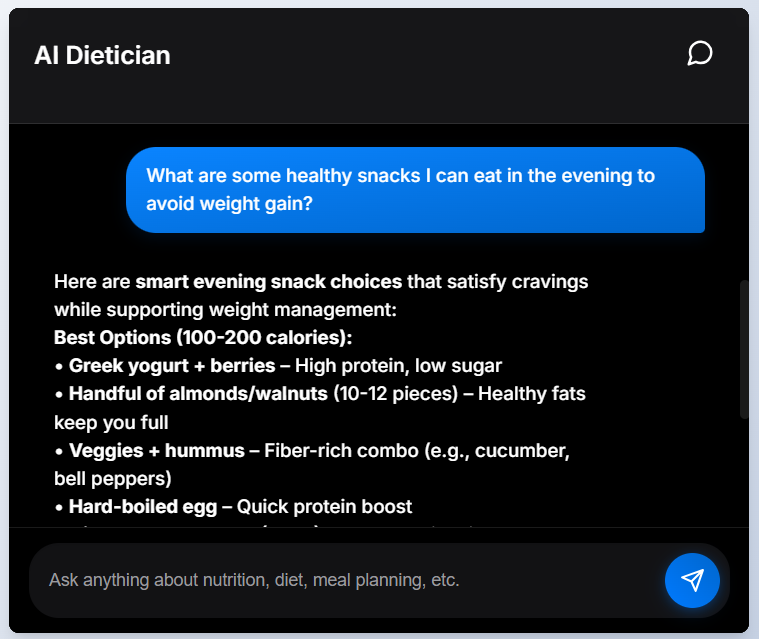 AI Dietician
What are some healthy snacks I can eat in the evening to
avoid weight gain?
Here are smart evening snack choices that satisfy cravings
while supporting weight management:
Best Options (100-200 calories):
• Greek yogurt + berries – High protein, low sugar
• Handful of almonds/walnuts (10-12 pieces) – Healthy fats
keep you full
• Veggies + hummus – Fiber-rich combo (e.g., cucumber,
bell peppers)
• Hard-boiled egg – Quick protein boost
Ask anything about nutrition, diet, meal planning, etc.